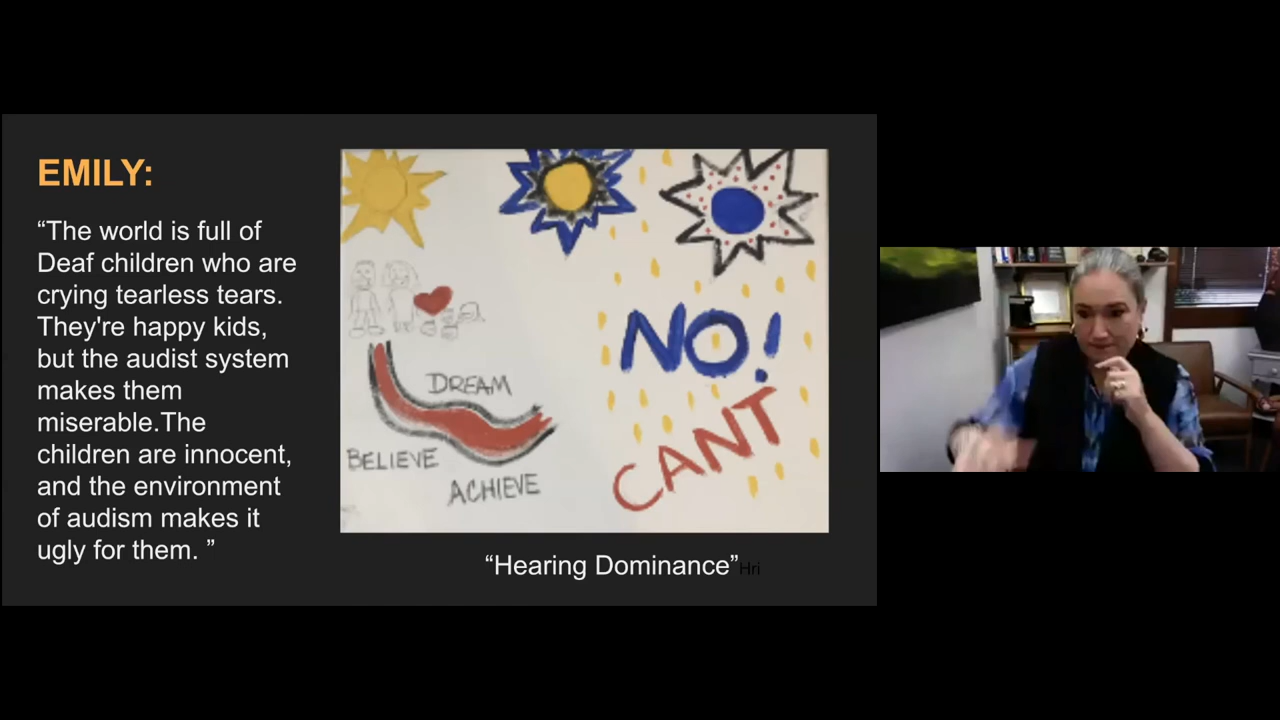 EMILY:
“The world is full of
Deaf children who are
crying tearless tears.
They're happy kids,
but the audist system
makes them
miserable.The
children are innocent,
and the environment
of audism makes it
ugly for them. ”
NO!
CANT
DREAM
BELIEVE
ACHIEVE
“Hearing Dominance”Hri